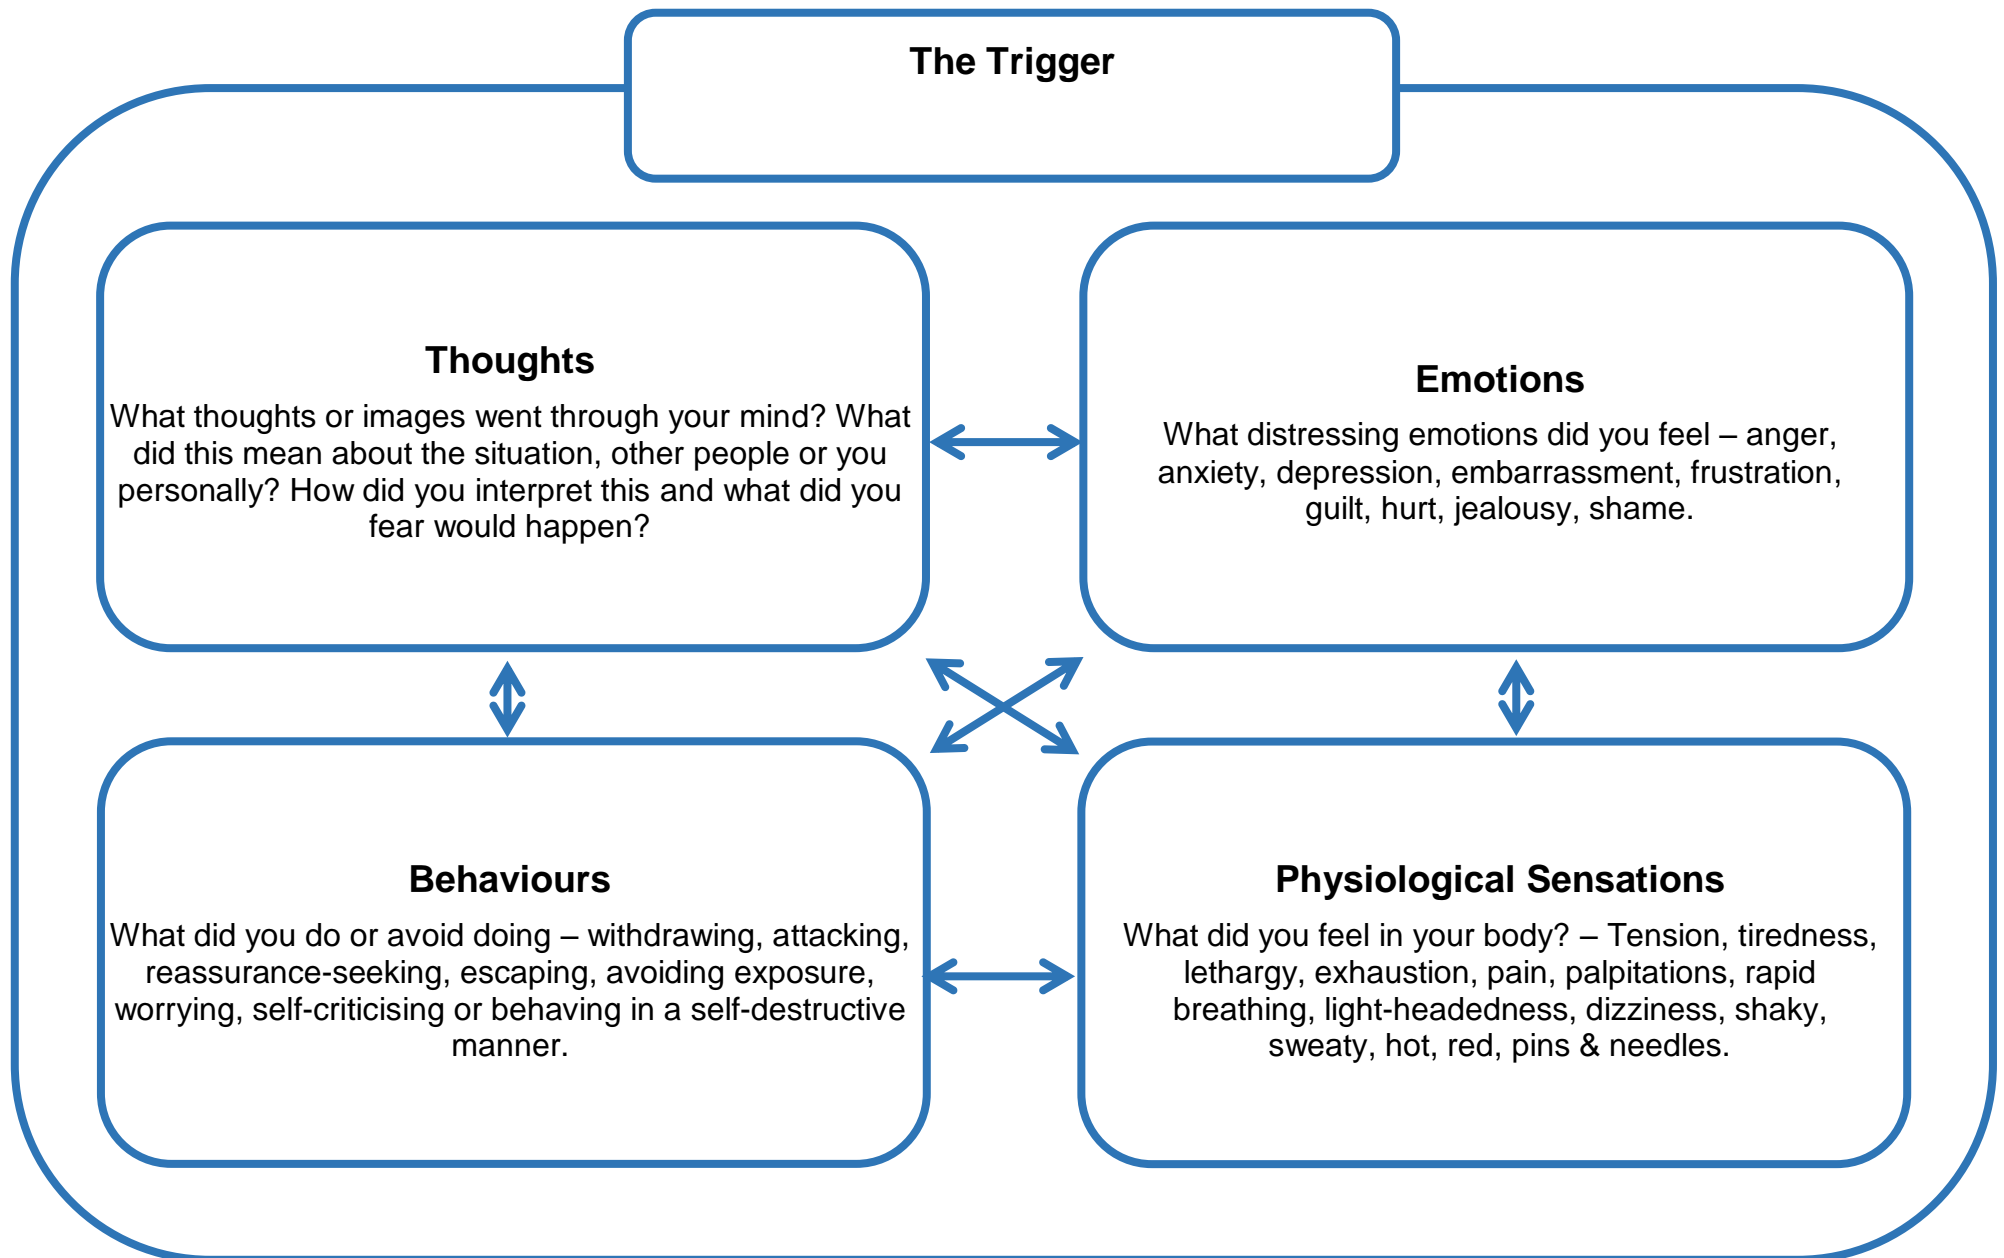 The Trigger
Thoughts
What thoughts or images went through your mind? What
did this mean about the situation, other people or you
personally? How did you interpret this and what did you
fear would happen?
Emotions
What distressing emotions did you feel – anger,
anxiety, depression, embarrassment, frustration,
guilt, hurt, jealousy, shame.
Behaviours
What did you do or avoid doing – withdrawing, attacking,
reassurance-seeking, escaping, avoiding exposure,
worrying, self-criticising or behaving in a self-destructive
manner.
Physiological Sensations
What did you feel in your body? – Tension, tiredness,
lethargy, exhaustion, pain, palpitations, rapid
breathing, light-headedness, dizziness, shaky,
sweaty, hot, red, pins & needles.